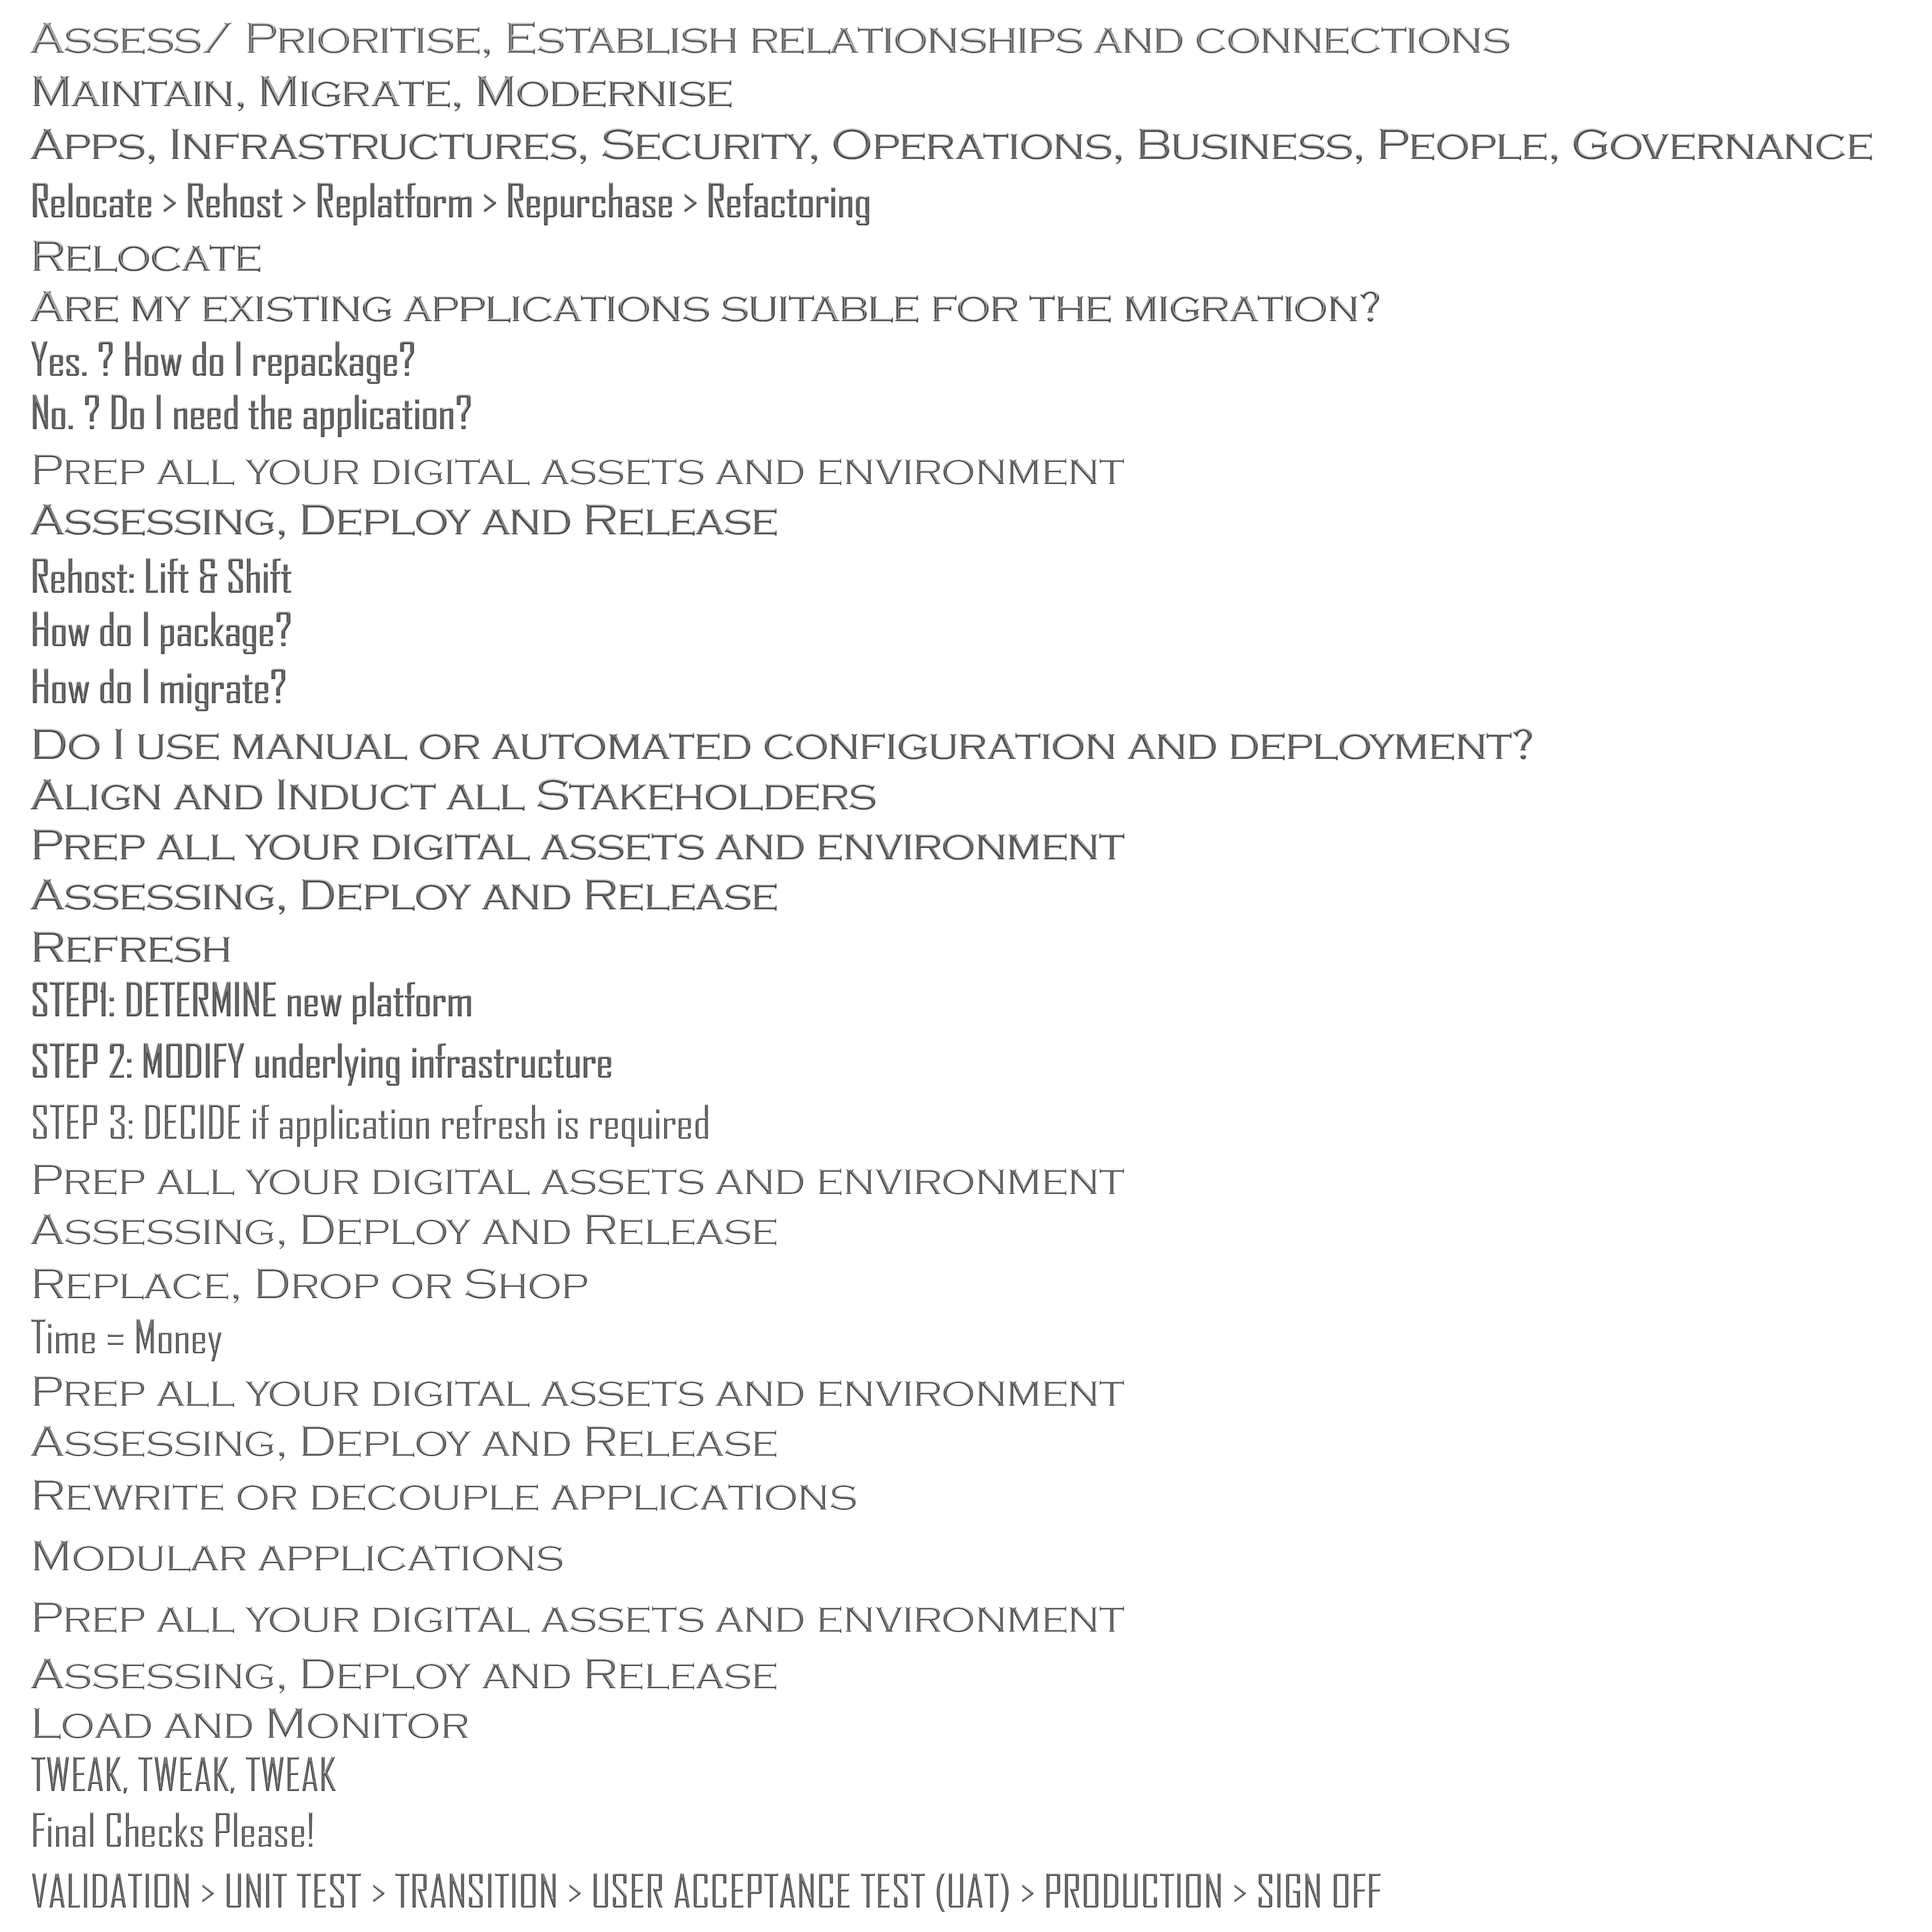 Assess/ Prioritise, Establish relationships and connections
Maintain, Migrate, Modernise
Apps, Infrastructures, Security, Operations, Business, People, Governance
Relocate > Rehost > Replatform > Repurchase > Refactoring
Relocate
Are my existing applications suitable for the migration?
Yes. ? How do I repackage?
No. ? Do I need the application?
Prep all your digital assets and environment
Assessing, Deploy and Release
Rehost: Lift & Shift
How do I package?
How do I migrate?
Do I use manual or automated configuration and deployment?
Align and Induct all Stakeholders
Prep all your digital assets and environment
Assessing, Deploy and Release
Refresh
STEP1: DETERMINE new platform
STEP 2: MODIFY underlying infrastructure
STEP 3: DECIDE if application refresh is required
Prep all your digital assets and environment
Assessing, Deploy and Release
Replace, Drop or Shop
Time = Money
Prep all your digital assets and environment
Assessing, Deploy and Release
Rewrite or decouple applications
Modular applications
Prep all your digital assets and environment
Assessing, Deploy and Release
Load and Monitor
TWEAK, TWEAK, TWEAK
Final Checks Please!
VALIDATION > UNIT TEST > TRANSITION > USER ACCEPTANCE TEST (UAT) > PRODUCTION > SIGN OFF